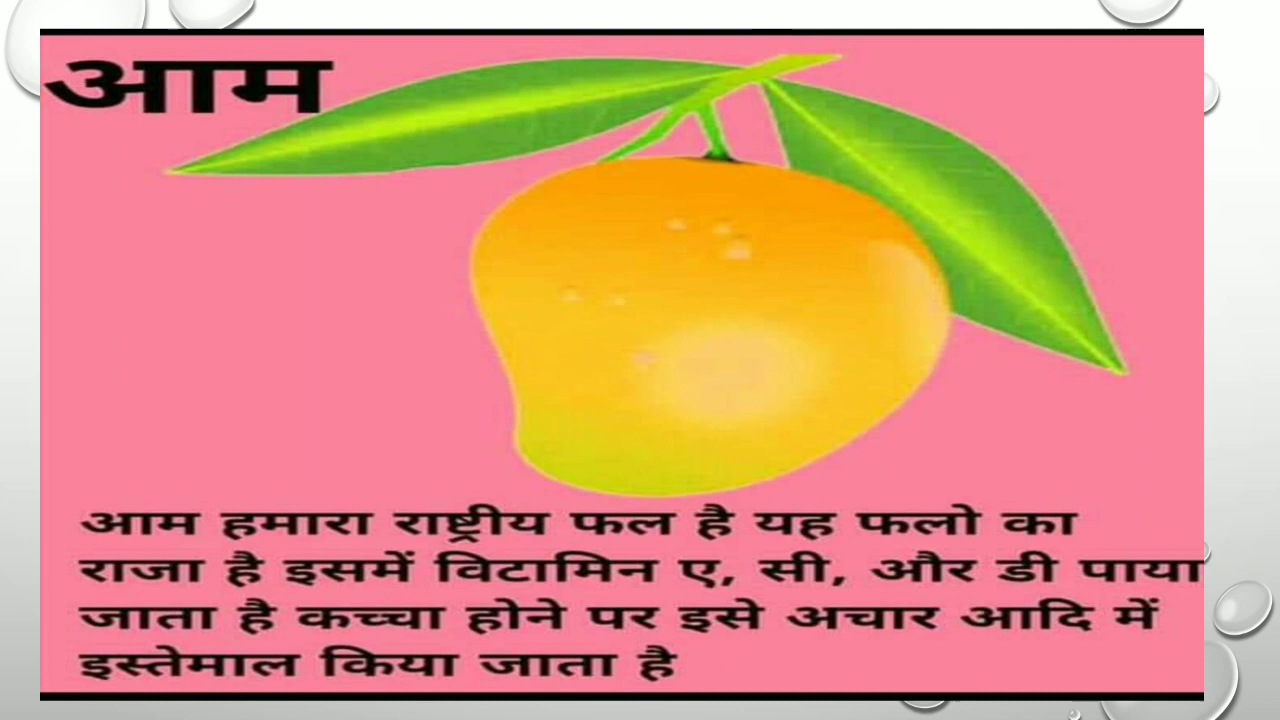 आम
आम हमारा राष्ट्रीय फल है यह फलो का
राजा है इसमें विटामिन ए, सी, और डी पाया
जाता है कच्चा होने पर इसे अचार आदि में
इस्तेमाल किया जाता है